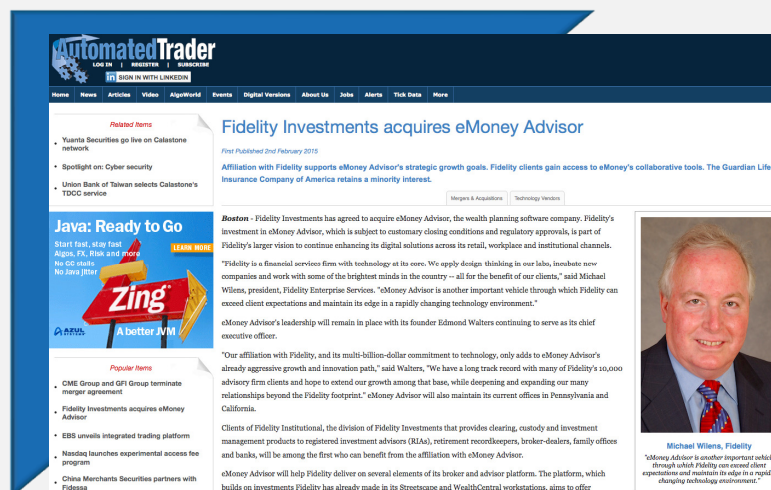 AutomatedTrader
LOG IN | REGISTER | SUBSCRIBE
in SIGN IN WITH LINKEDIN
Home News Articles Video AlgoWorld Events Digital Versions About Us Jobs Alerts Tick Data More
Related Items
• Yuanta Securities go live on Calastone
network
• Spotlight on: Cyber security
• Union Bank of Taiwan selects Calastone's
TDCC service
Java: Ready to Go
Start fast, stay fast
Algos, FX, Risk and more
No GC stalls
No Java jitter
LEARN MORE
Zing
AZUL
SYSTEMS
A better JVM
Popular Items
• CME Group and GFI Group terminate
merger agreement
• Fidelity Investments acquires eMoney
Advisor
• EBS unveils integrated trading platform
• Nasdaq launches experimental access fee
program
• China Merchants Securities partners with
Fidessa
Fidelity Investments acquires eMoney Advisor
First Published 2nd February 2015
Affiliation with Fidelity supports eMoney Advisor's strategic growth goals. Fidelity clients gain access to eMoney's collaborative tools. The Guardian Life
Insurance Company of America retains a minority interest.
Mergers & Acquisitions Technology Vendors
Boston - Fidelity Investments has agreed to acquire eMoney Advisor, the wealth planning software company. Fidelity's
investment in eMoney Advisor, which is subject to customary closing conditions and regulatory approvals, is part of
Fidelity's larger vision to continue enhancing its digital solutions across its retail, workplace and institutional channels.
"Fidelity is a financial services firm with technology at its core. We apply design thinking in our labs, incubate new
companies and work with some of the brightest minds in the country -- all for the benefit of our clients," said Michael
Wilens, president, Fidelity Enterprise Services. "eMoney Advisor is another important vehicle through which Fidelity can
exceed client expectations and maintain its edge in a rapidly changing technology environment."
eMoney Advisor's leadership will remain in place with its founder Edmond Walters continuing to serve as its chief
executive officer.
"Our affiliation with Fidelity, and its multi-billion-dollar commitment to technology, only adds to eMoney Advisor's
already aggressive growth and innovation path," said Walters, "We have a long track record with many of Fidelity's 10,000
advisory firm clients and hope to extend our growth among that base, while deepening and expanding our many
relationships beyond the Fidelity footprint." eMoney Advisor will also maintain its current offices in Pennsylvania and
California.
Clients of Fidelity Institutional, the division of Fidelity Investments that provides clearing, custody and investment
management products to registered investment advisors (RIAs), retirement recordkeepers, broker-dealers, family offices
and banks, will be among the first who can benefit from the affiliation with eMoney Advisor.
eMoney Advisor will help Fidelity deliver on several elements of its broker and advisor platform. The platform, which
builds on investments Fidelity has already made in its Streetscape and WealthCentral workstations, aims to offer
Michael Wilens, Fidelity
"eMoney Advisor is another important vehicle
through which Fidelity can exceed client
expectations and maintain its edge in a rapid
changing technology environment."